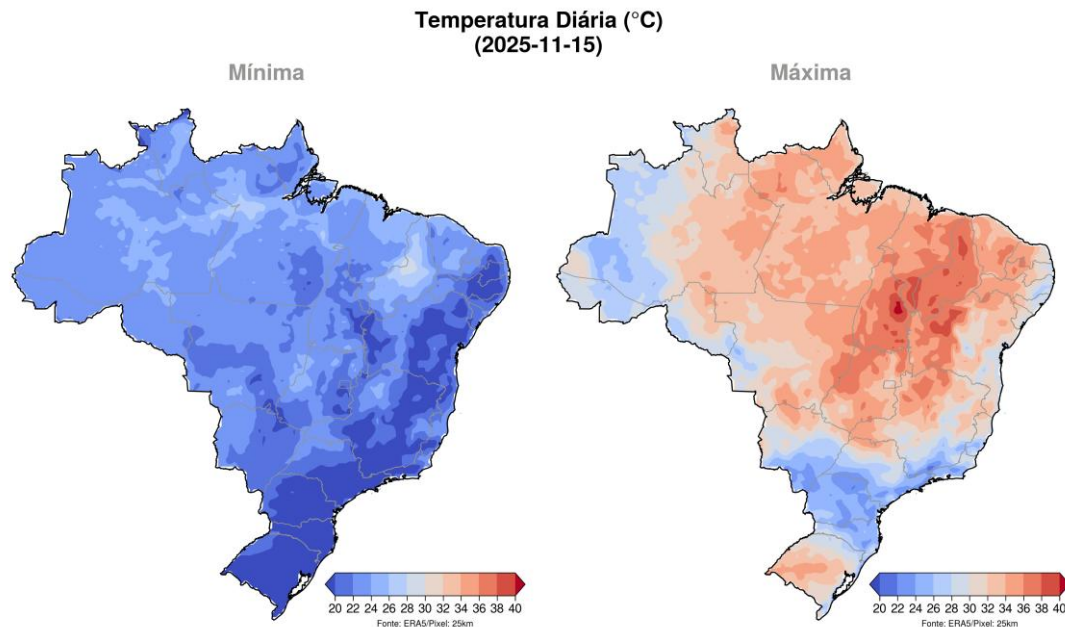 Temperatura Diária (°C)
(2025-11-15)
Mínima
Máxima
20 22 24 26 28 30 32 34 36 38 40
Fonte: ERA5/Pixel: 25km
20 22 24 26 28 30 32 34 36 38 40
Fonte: ERA5/Pixel: 25km